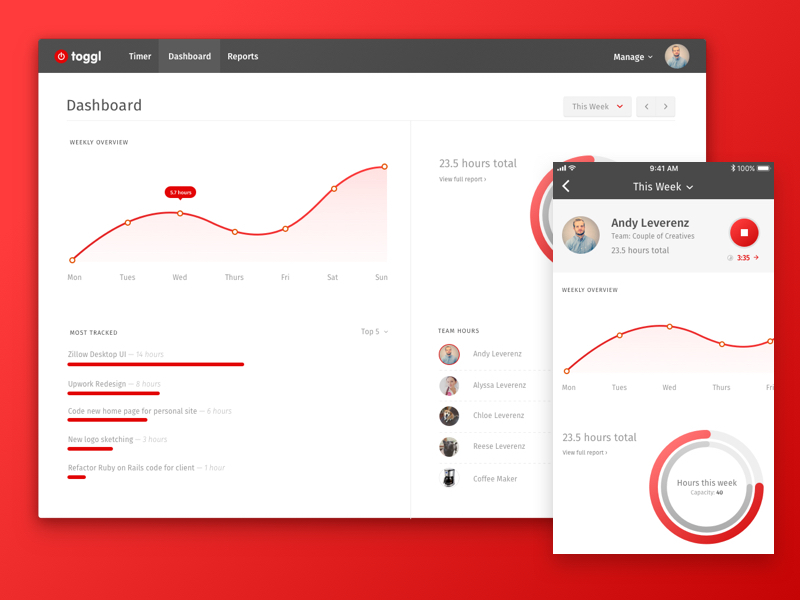 toggl
Timer
Dashboard
Reports
Manage
Dashboard
This Week
WEEKLY OVERVIEW
5.7 hours
Mon
Tues
Wed
Thurs
Fri
Sat
Sun
23.5 hours total
View full report ›
MOST TRACKED
Top 5
Zillow Desktop UI — 14 hours
Upwork Redesign — 8 hours
Code new home page for personal site — 6 hours
New logo sketching — 3 hours
Refactor Ruby on Rails code for client — 1 hour
TEAM HOURS
Andy Leverenz
Alyssa Leverenz
Chloe Leverenz
Reese Leverenz
Coffee Maker
9:41 AM
100%
This Week
Andy Leverenz
Team: Couple of Creatives
23.5 hours total
3:35
WEEKLY OVERVIEW
Mon
Tues
Wed
Thurs
Fri
23.5 hours total
View full report ›
Hours this week
Capacity: 40